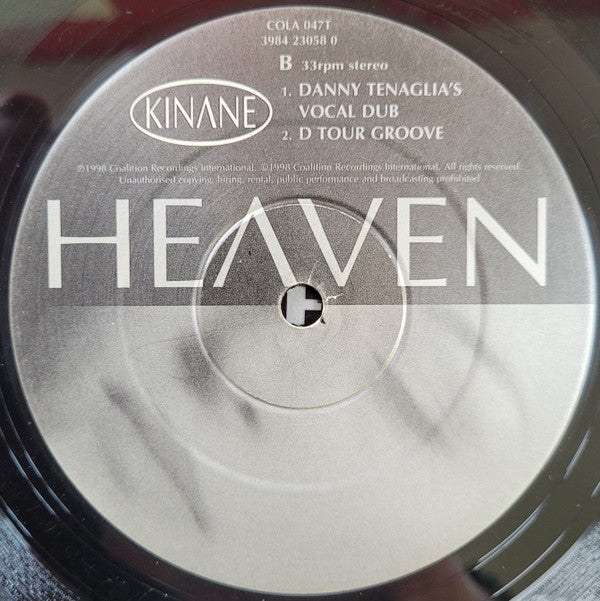 COLA 047T
3984 23058 0
B 33rpm stereo
KINANE
1. DANNY TENAGLIA'S
VOCAL DUB
2. D TOUR GROOVE
℗1998 Coalition Recordings International. ©1998 Coalition Recordings International. All rights reserved.
Unauthorised copying, hiring, rental, public performance and broadcasting prohibited
HEAVEN